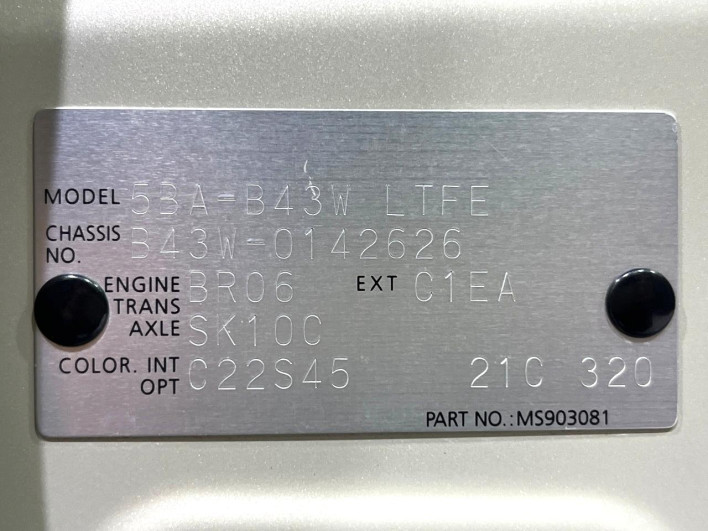 MODEL 5BA-B43W LTFE
CHASSIS NO. B43W-0142626
ENGINE BR06 EXT C1EA
TRANS AXLE SK10C
COLOR. INT OPT C22S45 21C 320
PART NO.:MS903081